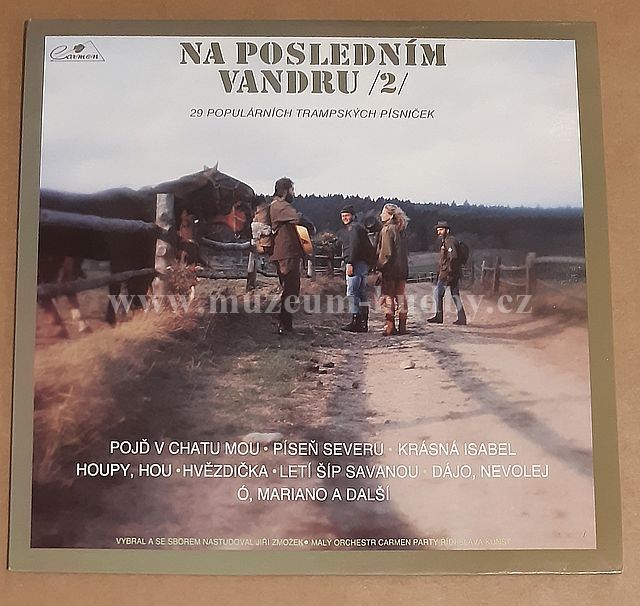 Carmen
NA POSLEDNÍM
VANDRU /2/
29 POPULÁRNÍCH TRAMPSKÝCH PÍSNIČEK
www.muzeum-hudby.cz
POJĎ V CHATU MOU • PÍSEŇ SEVERU • KRÁSNÁ ISABEL
HOUPY, HOU • HVĚZDIČKA • LETÍ ŠÍP SAVANOU • DÁJO, NEVOLEJ
Ó, MARIANO A DALŠÍ
VYBRAL A SE SBOREM NASTUDOVAL JIŘÍ ZMOŽEK • MALÝ ORCHESTR CARMEN PARTY ŘÍDÍ SLÁVA KUNST